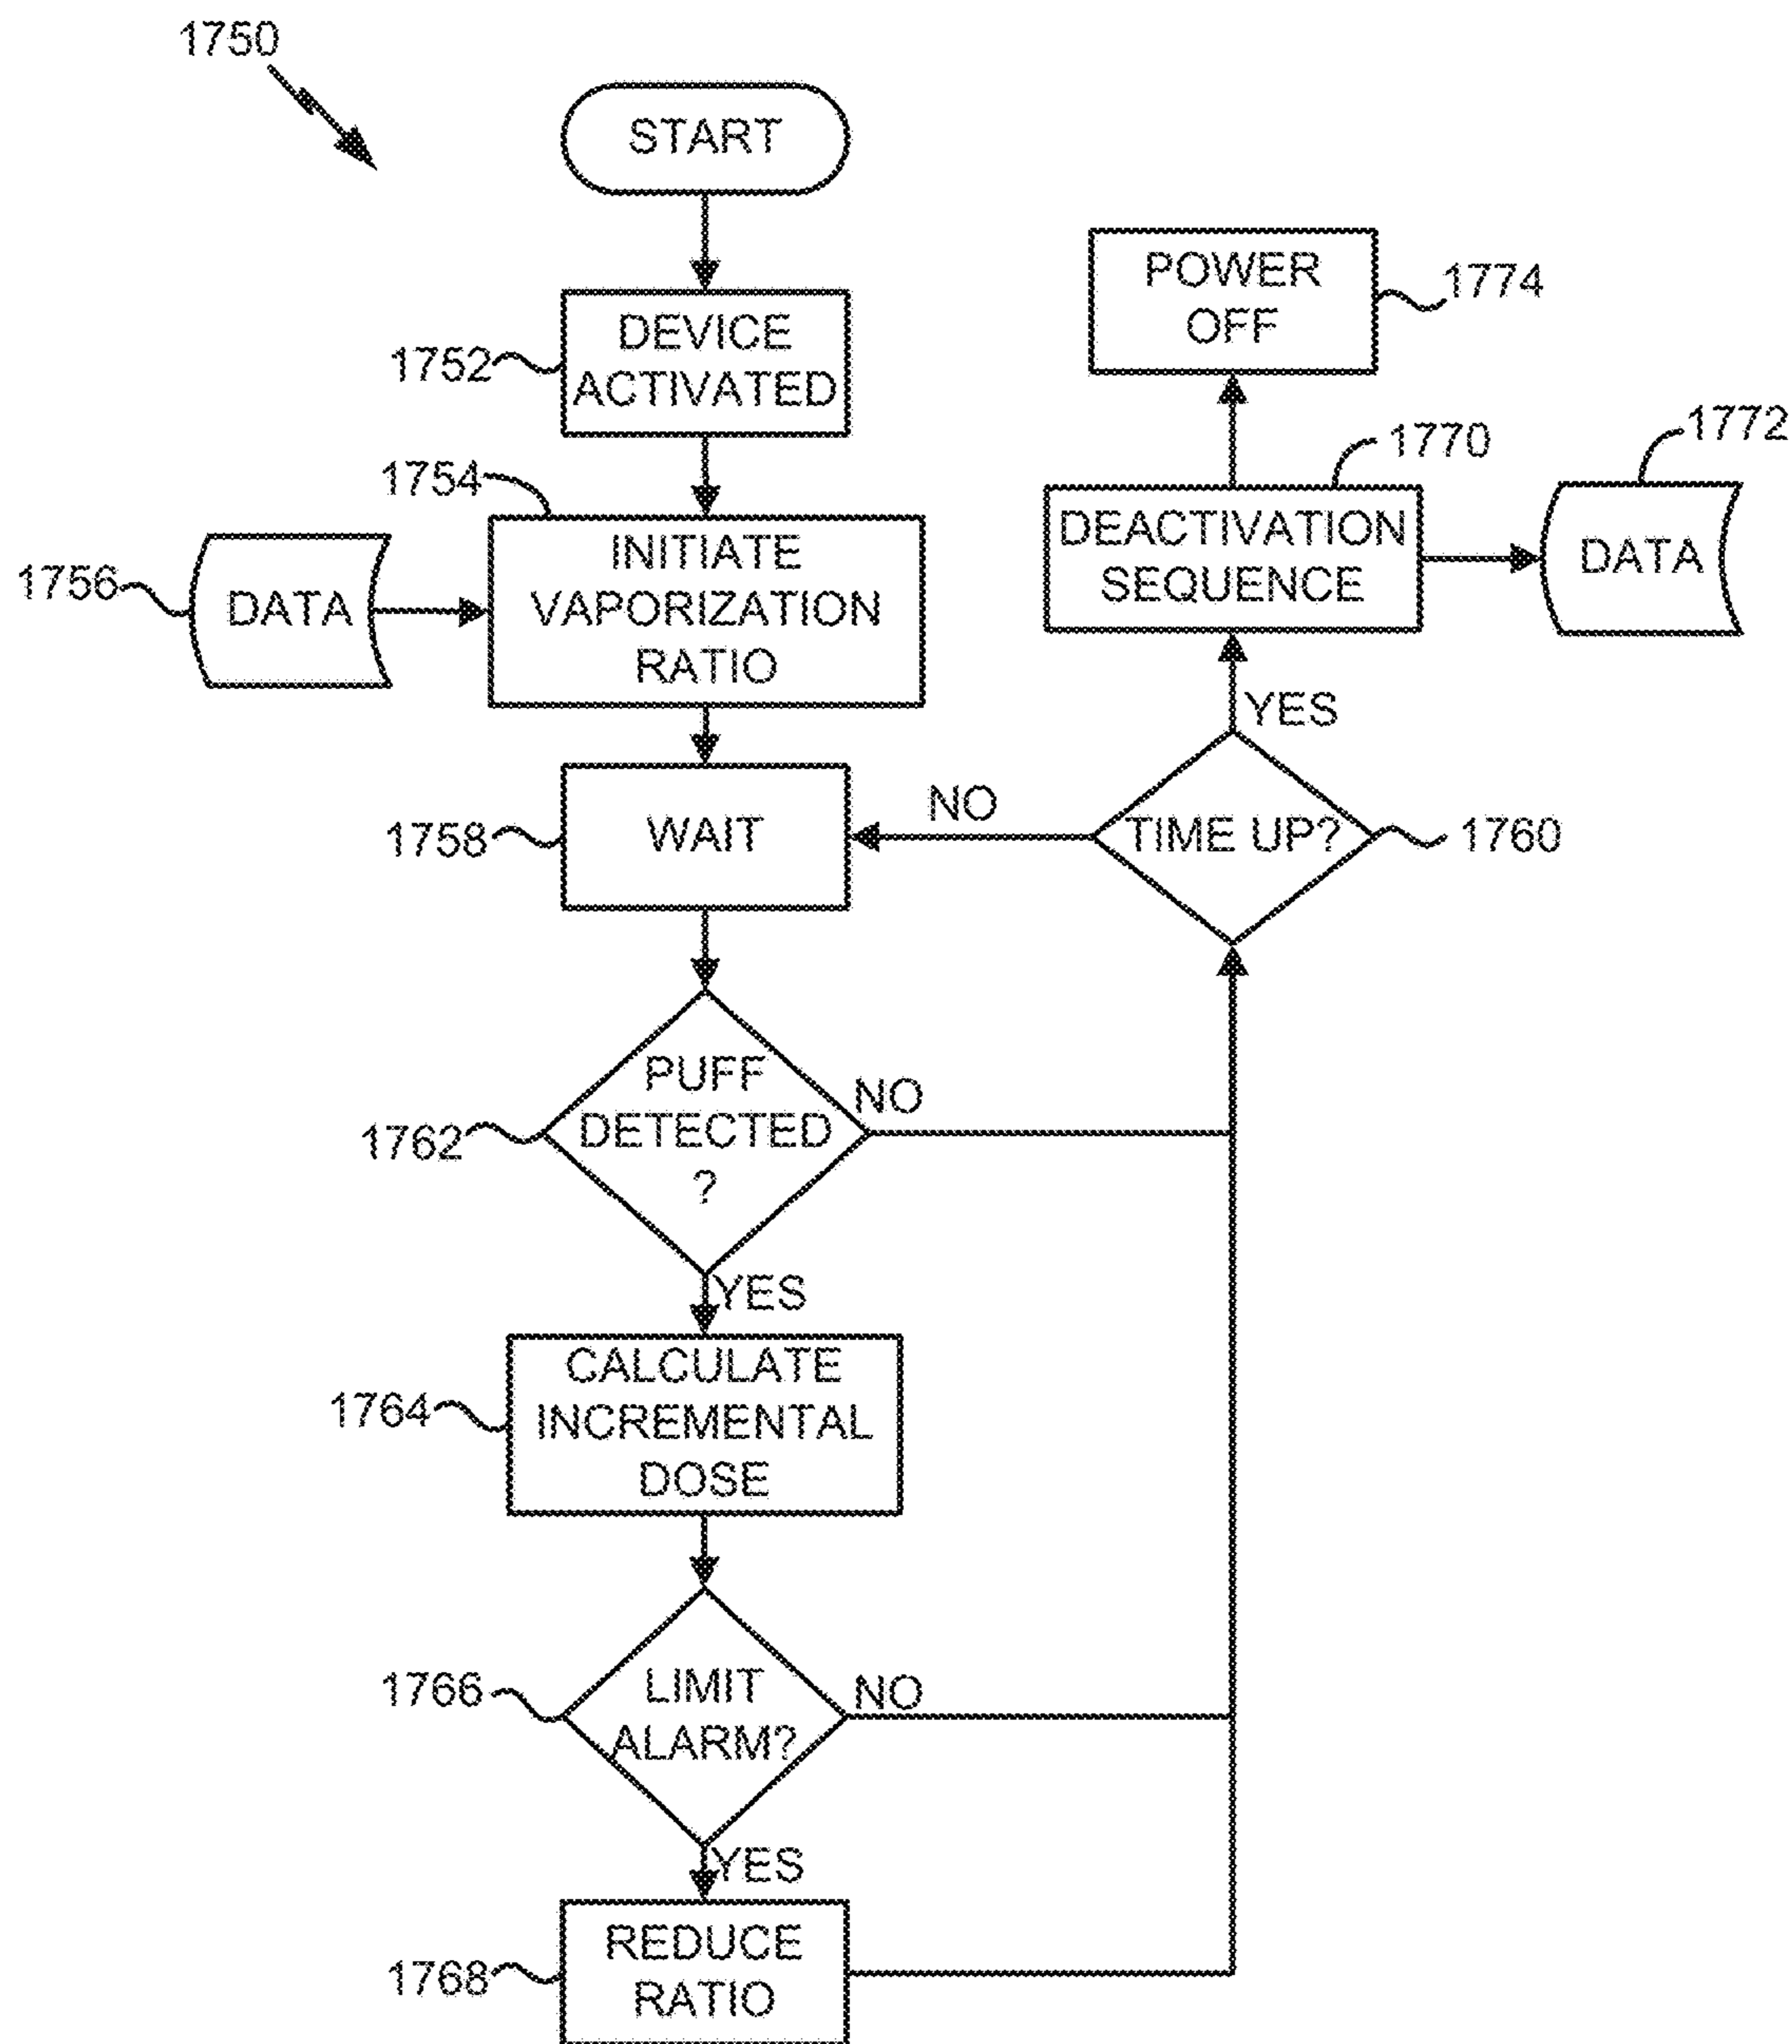 1750
START
DEVICE
ACTIVATED
1752
POWER
OFF
1774
1754
INITIATE
VAPORIZATION
RATIO
1756
DATA
1770
DEACTIVATION
SEQUENCE
1772
DATA
YES
1758
WAIT
NO
TIME UP?
1760
PUFF
DETECTED
?
NO
1762
YES
CALCULATE
INCREMENTAL
DOSE
1764
LIMIT
ALARM?
NO
1766
YES
REDUCE
RATIO
1768